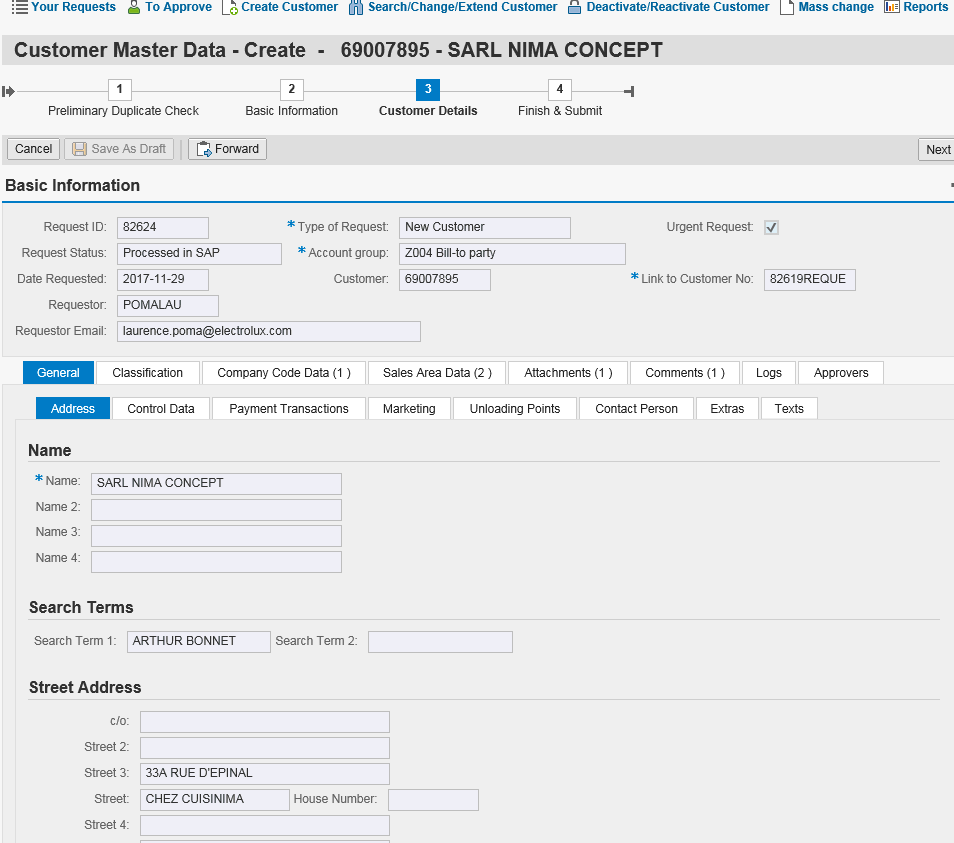 Your Requests To Approve Create Customer Search/Change/Extend Customer Deactivate/Reactivate Customer Mass change Reports
Customer Master Data - Create - 69007895 - SARL NIMA CONCEPT
1 2 3 4
Preliminary Duplicate Check Basic Information Customer Details Finish & Submit
Cancel Save As Draft Forward Next
Basic Information
Request ID: 82624 * Type of Request: New Customer Urgent Request:
Request Status: Processed in SAP * Account group: Z004 Bill-to party
Date Requested: 2017-11-29 Customer: 69007895 * Link to Customer No: 82619REQUE
Requestor: POMALAU
Requestor Email: laurence.poma@electrolux.com
General Classification Company Code Data (1 ) Sales Area Data (2 ) Attachments (1 ) Comments (1 ) Logs Approvers
Address Control Data Payment Transactions Marketing Unloading Points Contact Person Extras Texts
Name
* Name: SARL NIMA CONCEPT
Name 2:
Name 3:
Name 4:
Search Terms
Search Term 1: ARTHUR BONNET Search Term 2:
Street Address
c/o:
Street 2:
Street 3: 33A RUE D'EPINAL
Street: CHEZ CUISINIMA House Number:
Street 4: